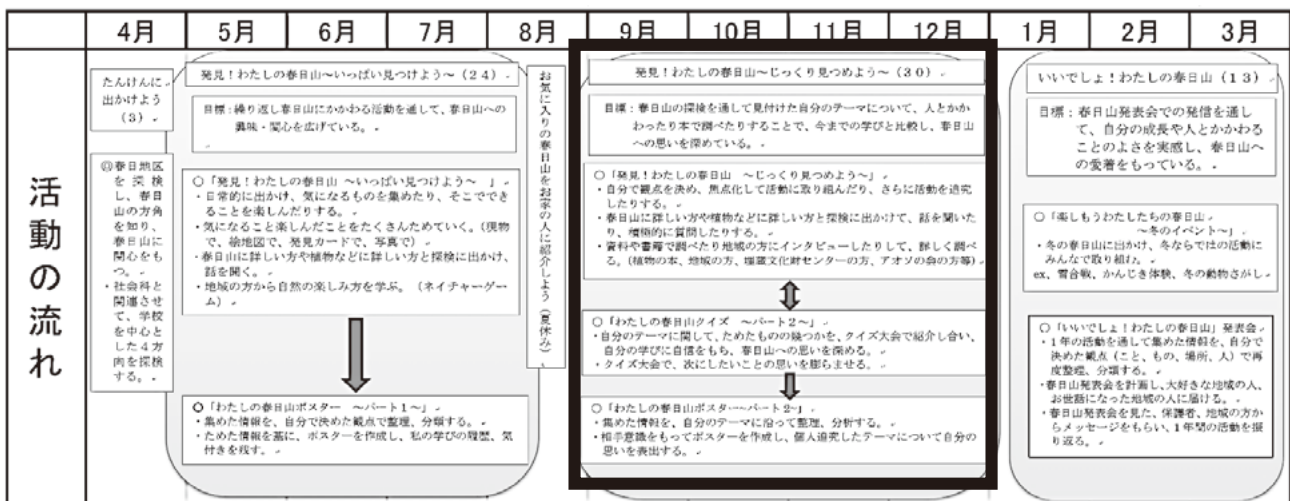 4月
5月
6月
7月
8月
9月
10月
11月
12月
1月
2月
3月
活動の流れ
たんけんに
出かけよう
(3)
◎春日地区
を探検
し、春日
山の方角
を知り、
春日山に
関心をも
つ。
・社会科と
関連させ
て、学校
を中心と
した4方
向を探検
する。
発見!わたしの春日山~いっぱい見つけよう~(24)
目標:繰り返し春日山にかかわる活動を通して、春日山への
興味・関心を広げている。
○「発見!わたしの春日山 ~いっぱい見つけよう~ 」
・日常的に出かけ、気になるものを集めたり、そこででき
ることを楽しんだりする。
・気になること楽しんだことをたくさんためていく。(現物
で、絵地図で、発見カードで、写真で)
・春日山に詳しい方や植物などに詳しい方と探検に出かけ、
話を聞く。
・地域の方から自然の楽しみ方を学ぶ。(ネイチャーゲー
ム)
○「わたしの春日山ポスター ~パート1~」
・集めた情報を、自分で決めた観点で整理、分類する。
・ためた情報を基に、ポスターを作成し、私の学びの履歴、気
付きを残す。
お気に入りの春日山をお家の人に紹介しよう(夏休み)
発見!わたしの春日山~じっくり見つめよう~(30)
目標:春日山の探検を通して見付けた自分のテーマについて、人とかか
わったり本で調べたりすることで、今までの学びと比較し、春日山
への思いを深めている。
○「発見!わたしの春日山 ~じっくり見つめよう~」
・自分で観点を決め、焦点化して活動に取り組んだり、さらに活動を追究
したりする。
・春日山に詳しい方や植物などに詳しい方と探検に出かけて、話を聞いた
り、積極的に質問したりする。
・資料や書籍で調べたり地域の方にインタビューしたりして、詳しく調べ
る。(植物の本、地域の方、埋蔵文化財センターの方、アオソの会の方等)
○「わたしの春日山クイズ ~パート2~」
・自分のテーマに関して、ためたものの幾つかを、クイズ大会で紹介し合い、
自分の学びに自信をもち、春日山への思いを深める。
・クイズ大会で、次にしたいことの思いを膨らませる。
○「わたしの春日山ポスター~パート2~」
・集めた情報を、自分のテーマに沿って整理、分析する。
・相手意識をもってポスターを作成し、個人追究したテーマについて自分の
思いを表出する。
いいでしょ!わたしの春日山(13)
目標:春日山発表会での発信を通し
て、自分の成長や人とかかわる
ことのよさを実感し、春日山へ
の愛着をもっている。
○「楽しもうわたしたちの春日山
~冬のイベント~」
・冬の春日山に出かけ、冬ならではの活動に
みんなで取り組む。
ex、雪合戦、かんじき体験、冬の動物さがし
○「いいでしょ!わたしの春日山」発表会
・1年の活動を通して集めた情報を、自分で
決めた観点(こと、もの、場所、人)で再
度整理、分類する。
・春日山発表会を計画し、大好きな地域の人、
お世話になった地域の人に届ける。
・春日山発表会を見た、保護者、地域の方か
らメッセージをもらい、1年間の活動を振
り返る。